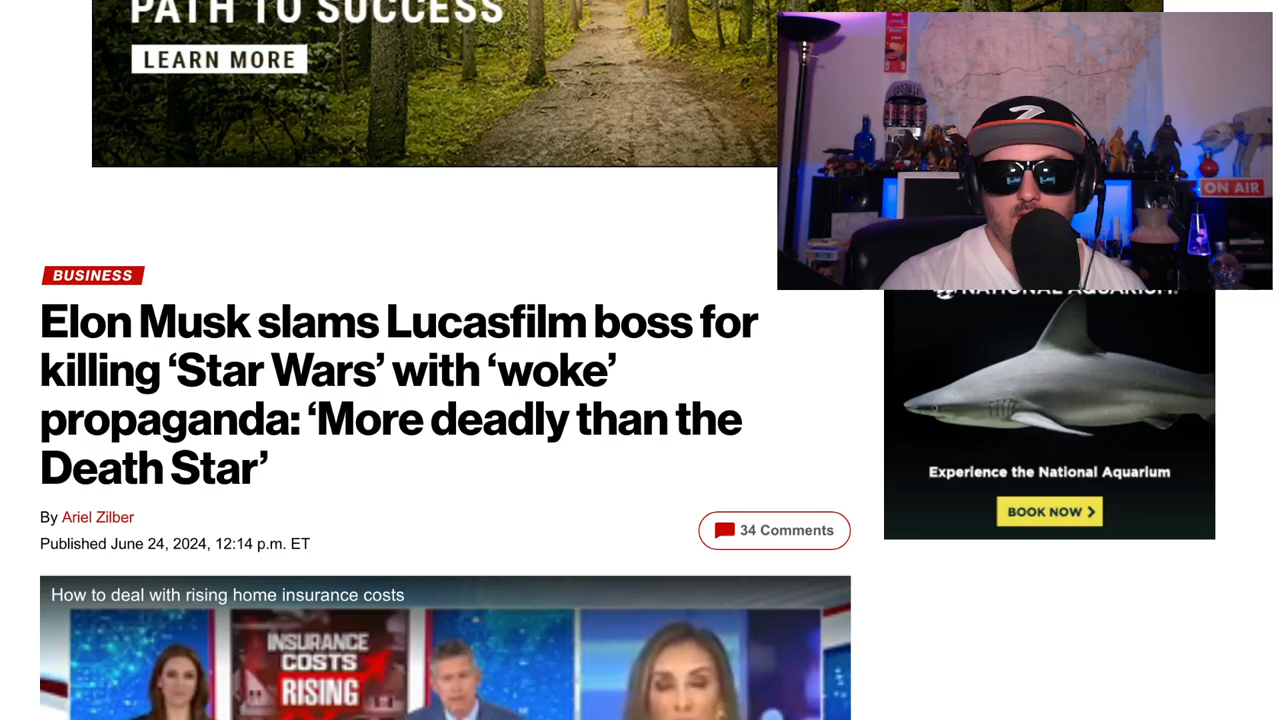 PATH TO SUCCESS
LEARN MORE
ON AIR
NATIONAL AQUARIUM.
BUSINESS
Elon Musk slams Lucasfilm boss for
killing ‘Star Wars’ with ‘woke’
propaganda: ‘More deadly than the
Death Star’
By Ariel Zilber
Published June 24, 2024, 12:14 p.m. ET
34 Comments
Experience the National Aquarium
BOOK NOW
How to deal with rising home insurance costs
INSURANCE
COSTS
RISING